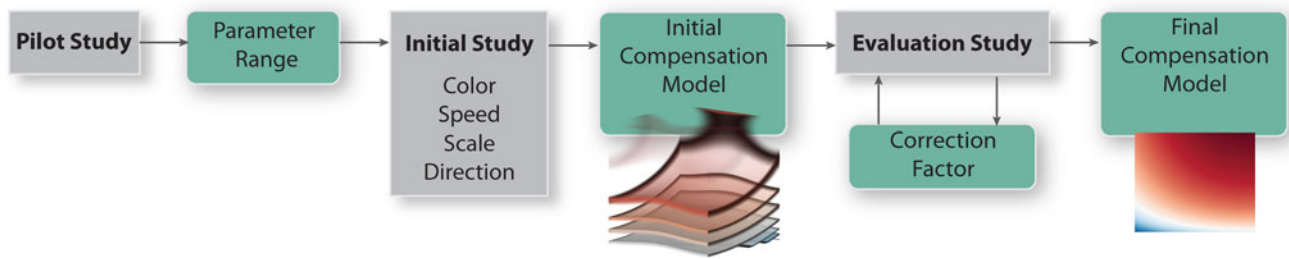 Pilot Study
Parameter
Range
Initial Study
Color
Speed
Scale
Direction
Initial
Compensation
Model
Evaluation Study
Correction
Factor
Final
Compensation
Model